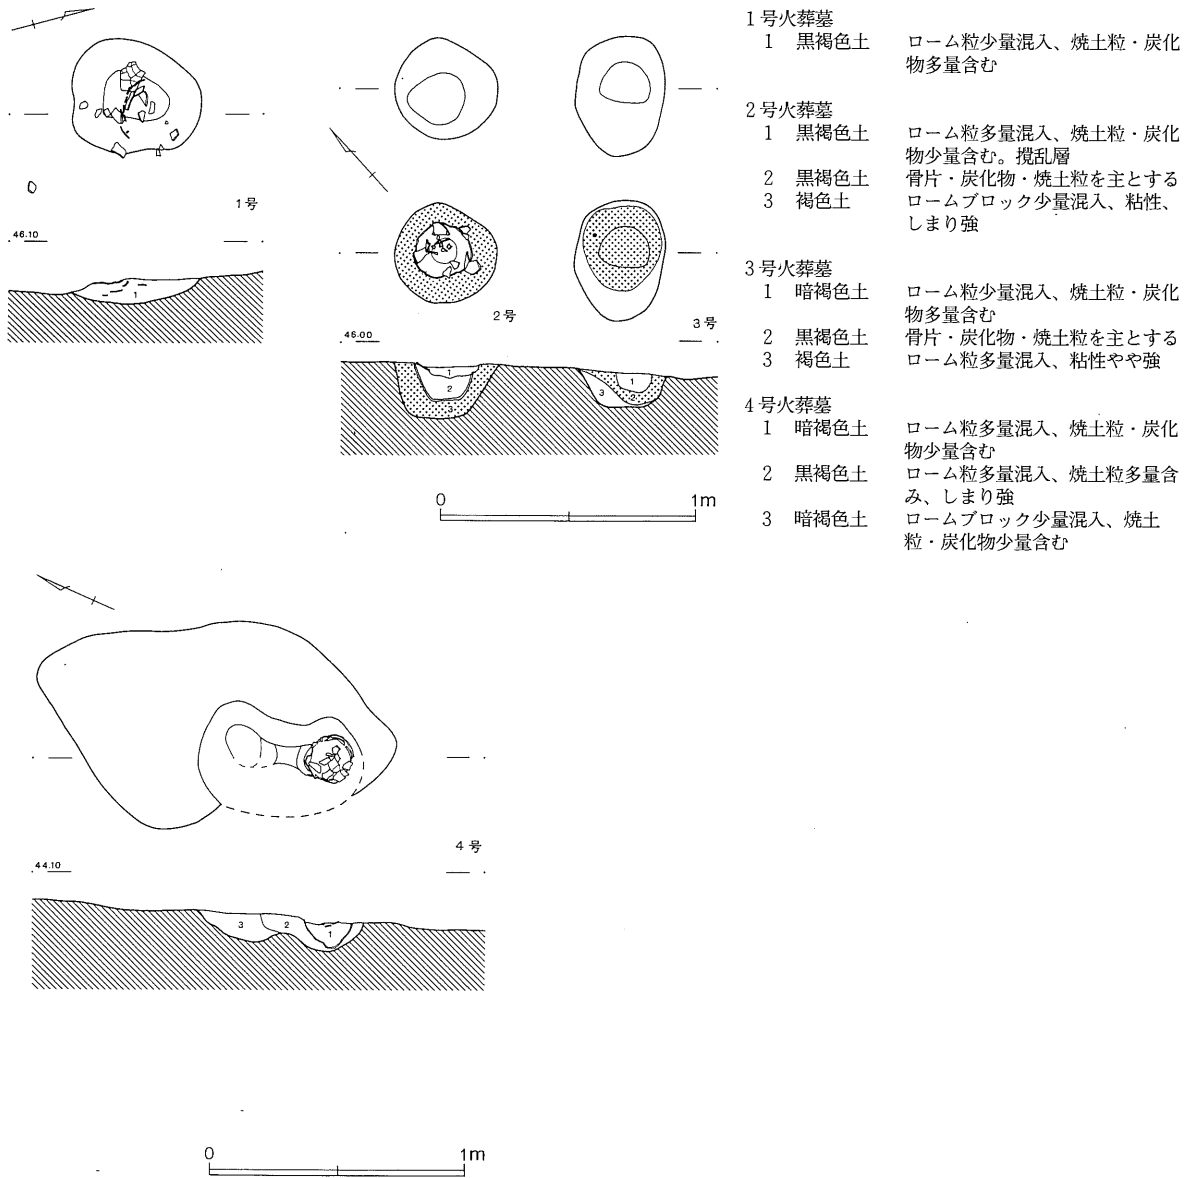 1号火葬墓
1 黒褐色土 ローム粒少量混入、焼土粒・炭化
物多量含む
2号火葬墓
1 黒褐色土 ローム粒多量混入、焼土粒・炭化
物少量含む。攪乱層
2 黒褐色土 骨片・炭化物・焼土粒を主とする
3 褐色土 ロームブロック少量混入、粘性、
しまり強
3号火葬墓
1 暗褐色土 ローム粒少量混入、焼土粒・炭化
物多量含む
2 黒褐色土 骨片・炭化物・焼土粒を主とする
3 褐色土 ローム粒多量混入、粘性やや強
4号火葬墓
1 暗褐色土 ローム粒多量混入、焼土粒・炭化
物少量含む
2 黒褐色土 ローム粒多量混入、焼土粒多量含
み、しまり強
3 暗褐色土 ロームブロック少量混入、焼土
粒・炭化物少量含む
1号
46.10
1
2号
3号
46.00
1
2
3
1
2
3
0 1m
4号
44.10
3
2
1
0 1m